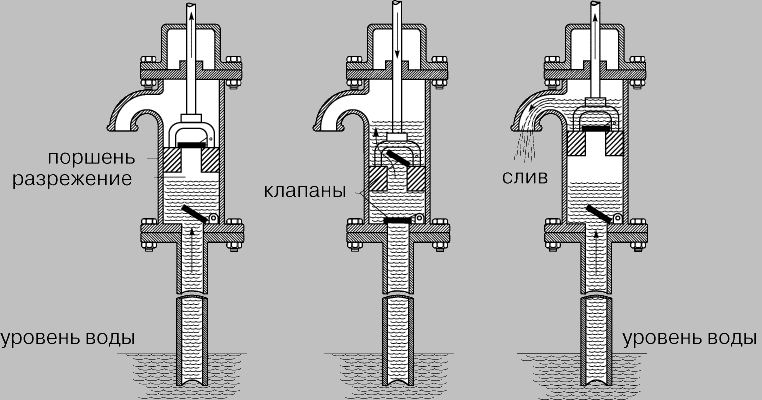 поршень
разрежение
клапаны
слив
уровень воды
уровень воды